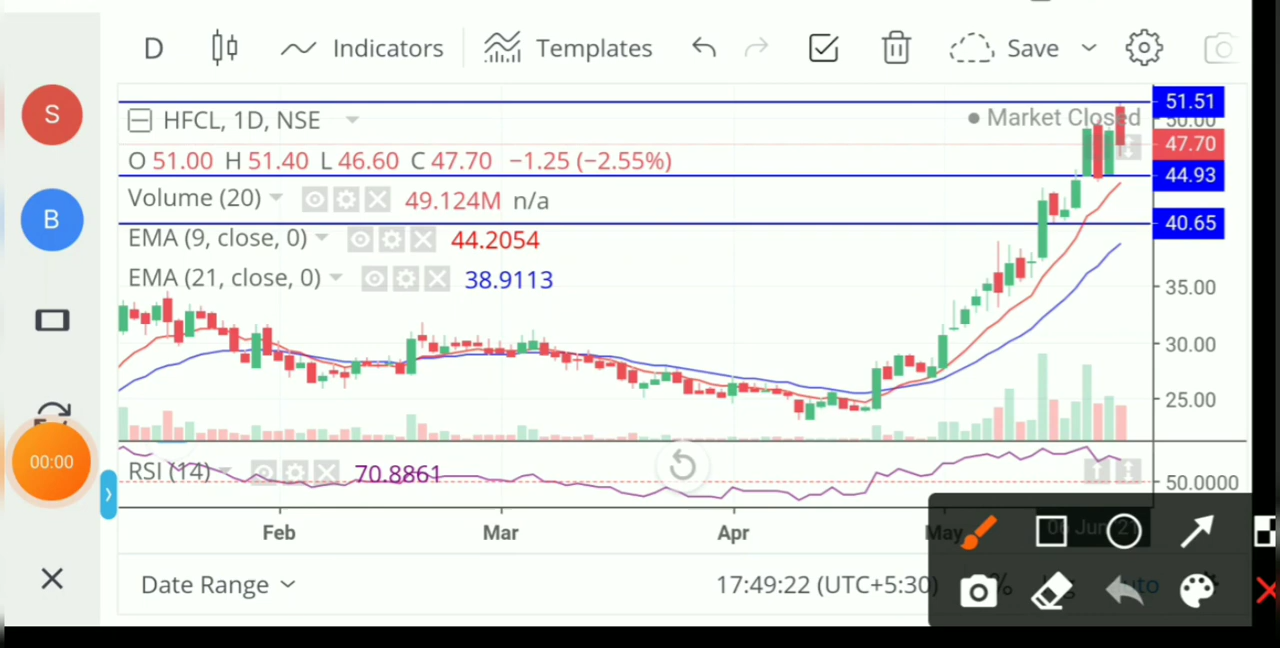 D Indicators Templates Save
S
B
HFCL, 1D, NSE
Market Closed
O 51.00 H 51.40 L 46.60 C 47.70 −1.25 (−2.55%)
Volume (20) 49.124M n/a
EMA (9, close, 0) 44.2054
EMA (21, close, 0) 38.9113
51.51
50.00
47.70
44.93
40.65
35.00
30.00
25.00
00:00
RSI (14) 70.8861
50.0000
Feb Mar Apr May
Date Range 17:49:22 (UTC+5:30) %